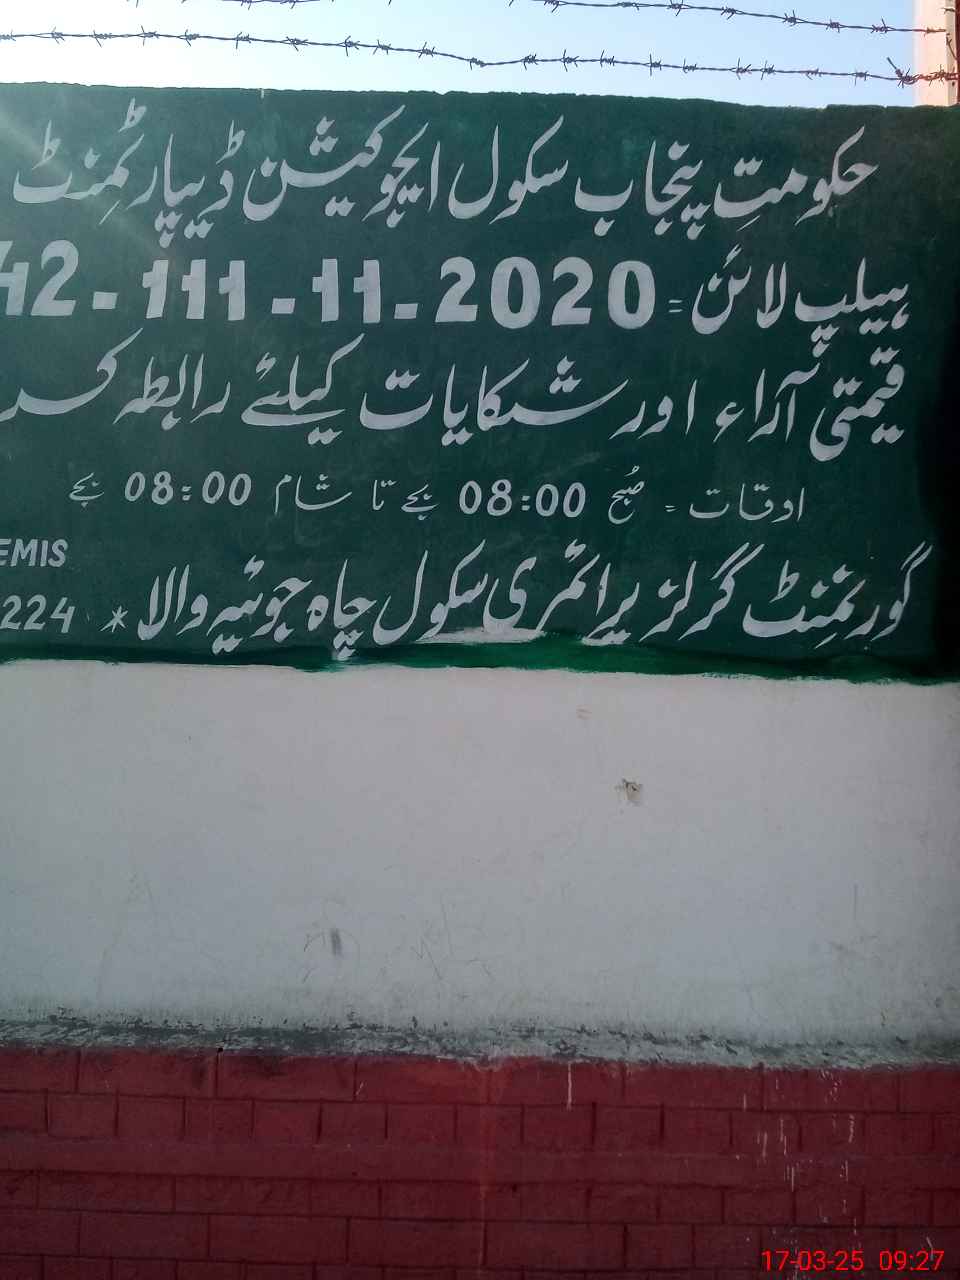 حکومتِ پنجاب سکول ایجوکیشن ڈیپارٹمنٹ
ہیلپ لائن = 42-111-11-2020
قیمتی آراء اور شکایات کیلئے رابطہ کر
اوقات = صُبح 08:00 بجے تا شام 08:00 بجے
EMIS
گورنمنٹ گرلز پرائمری سکول چاہ جوئیہ والا * 224
17-03-25 09:27